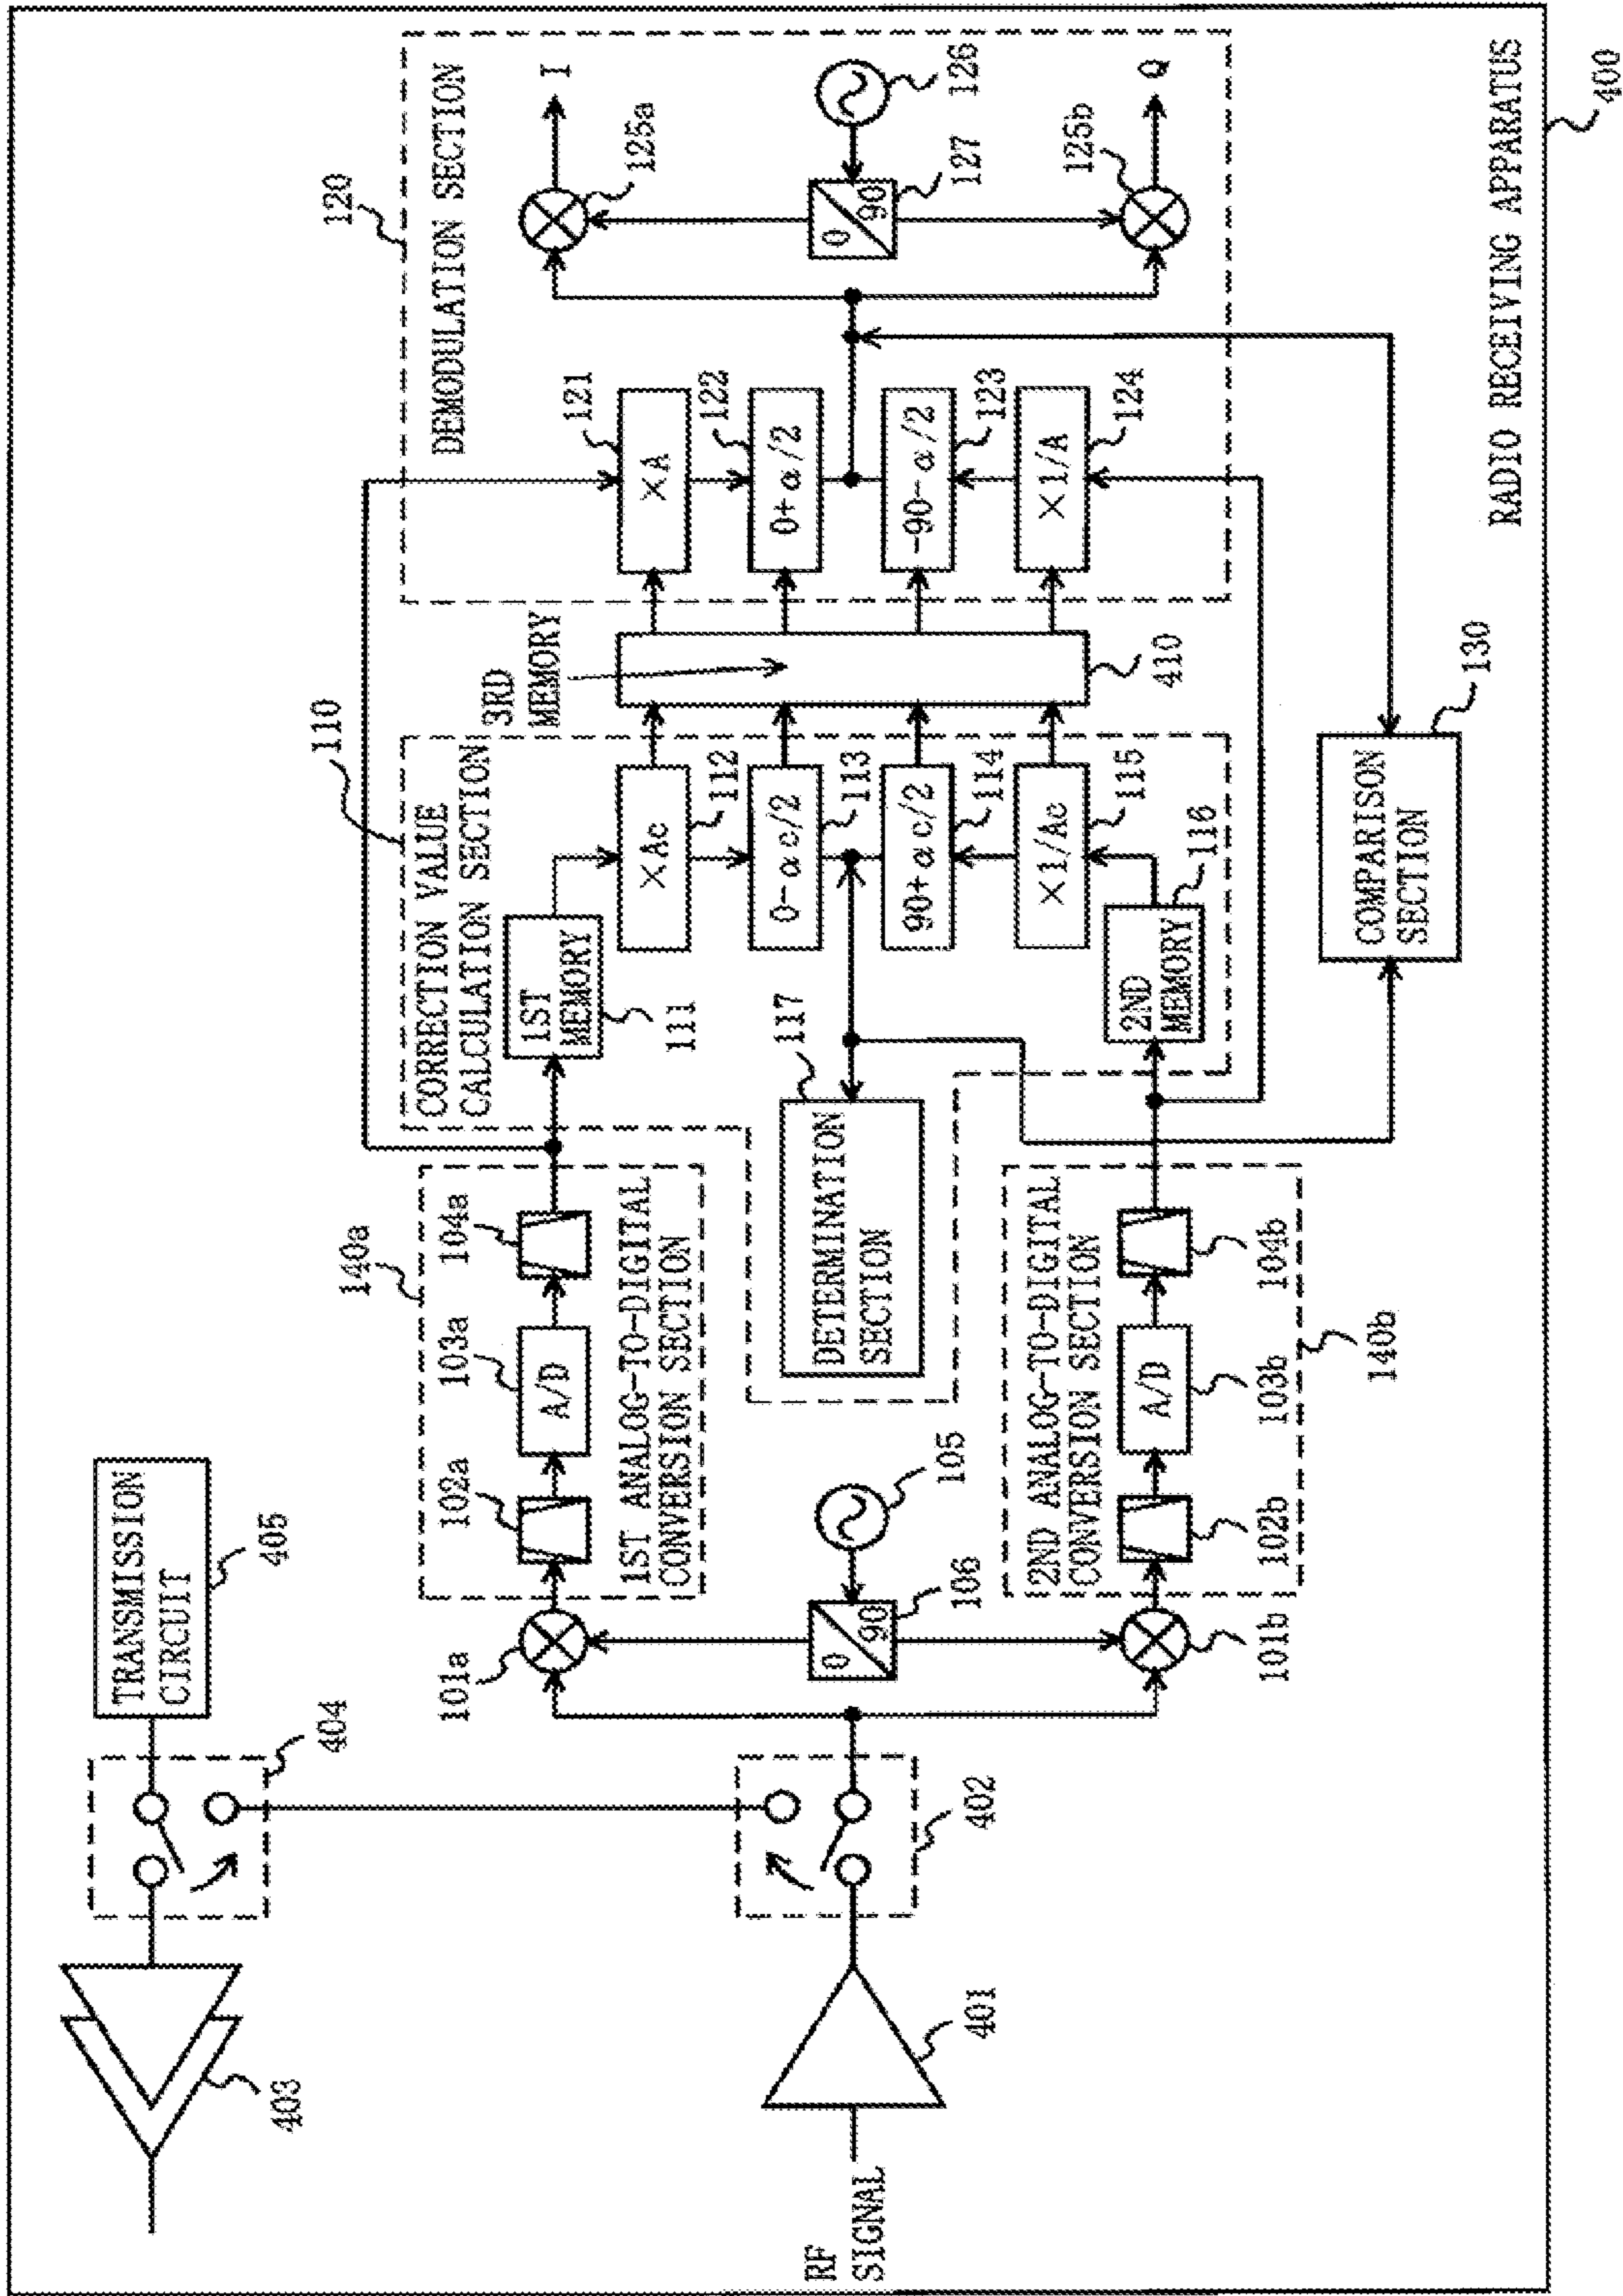 TRANSMISSION
CIRCUIT
405
404
403
RF
SIGNAL
401
402
101a
101b
105
106
0
90
140a
102a
103a
104a
A/D
1ST ANALOG-TO-DIGITAL
CONVERSION SECTION
2ND ANALOG-TO-DIGITAL
CONVERSION SECTION
A/D
102b
103b
104b
140b
110
CORRECTION VALUE
CALCULATION SECTION
1ST
MEMORY
111
×Ac
112
0-αc/2
113
90+αc/2
114
×1/Ac
115
2ND
MEMORY
116
117
DETERMINATION
SECTION
3RD
MEMORY
410
120
DEMODULATION SECTION
×A
121
0+α/2
122
-90-α/2
123
×1/A
124
125a
I
126
0
90
127
125b
Q
COMPARISON
SECTION
130
RADIO RECEIVING APPARATUS
400